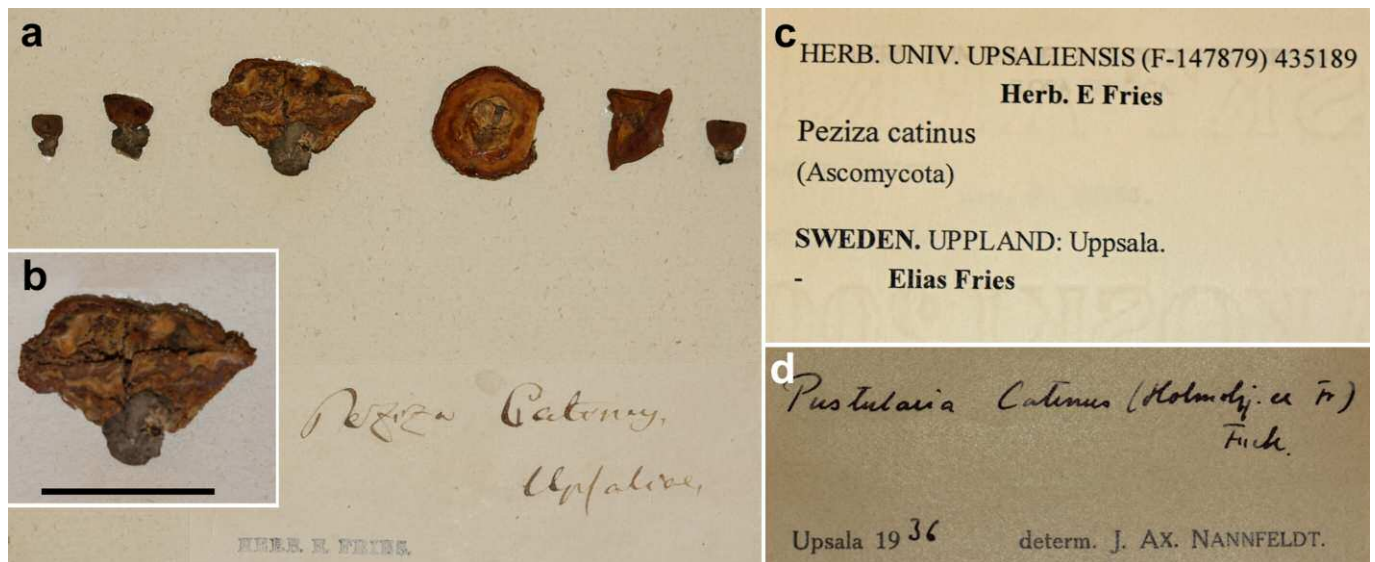 a
Peziza Catinus,
Upsaliae,
HERB. E. FRIES.
b
c
HERB. UNIV. UPSALIENSIS (F-147879) 435189
Herb. E Fries
Peziza catinus
(Ascomycota)
SWEDEN. UPPLAND: Uppsala.
- Elias Fries
d
Pustularia Catinus (Holmskj. ex Fr)
Fuck.
Upsala 1936 determ. J. AX. NANNFELDT.